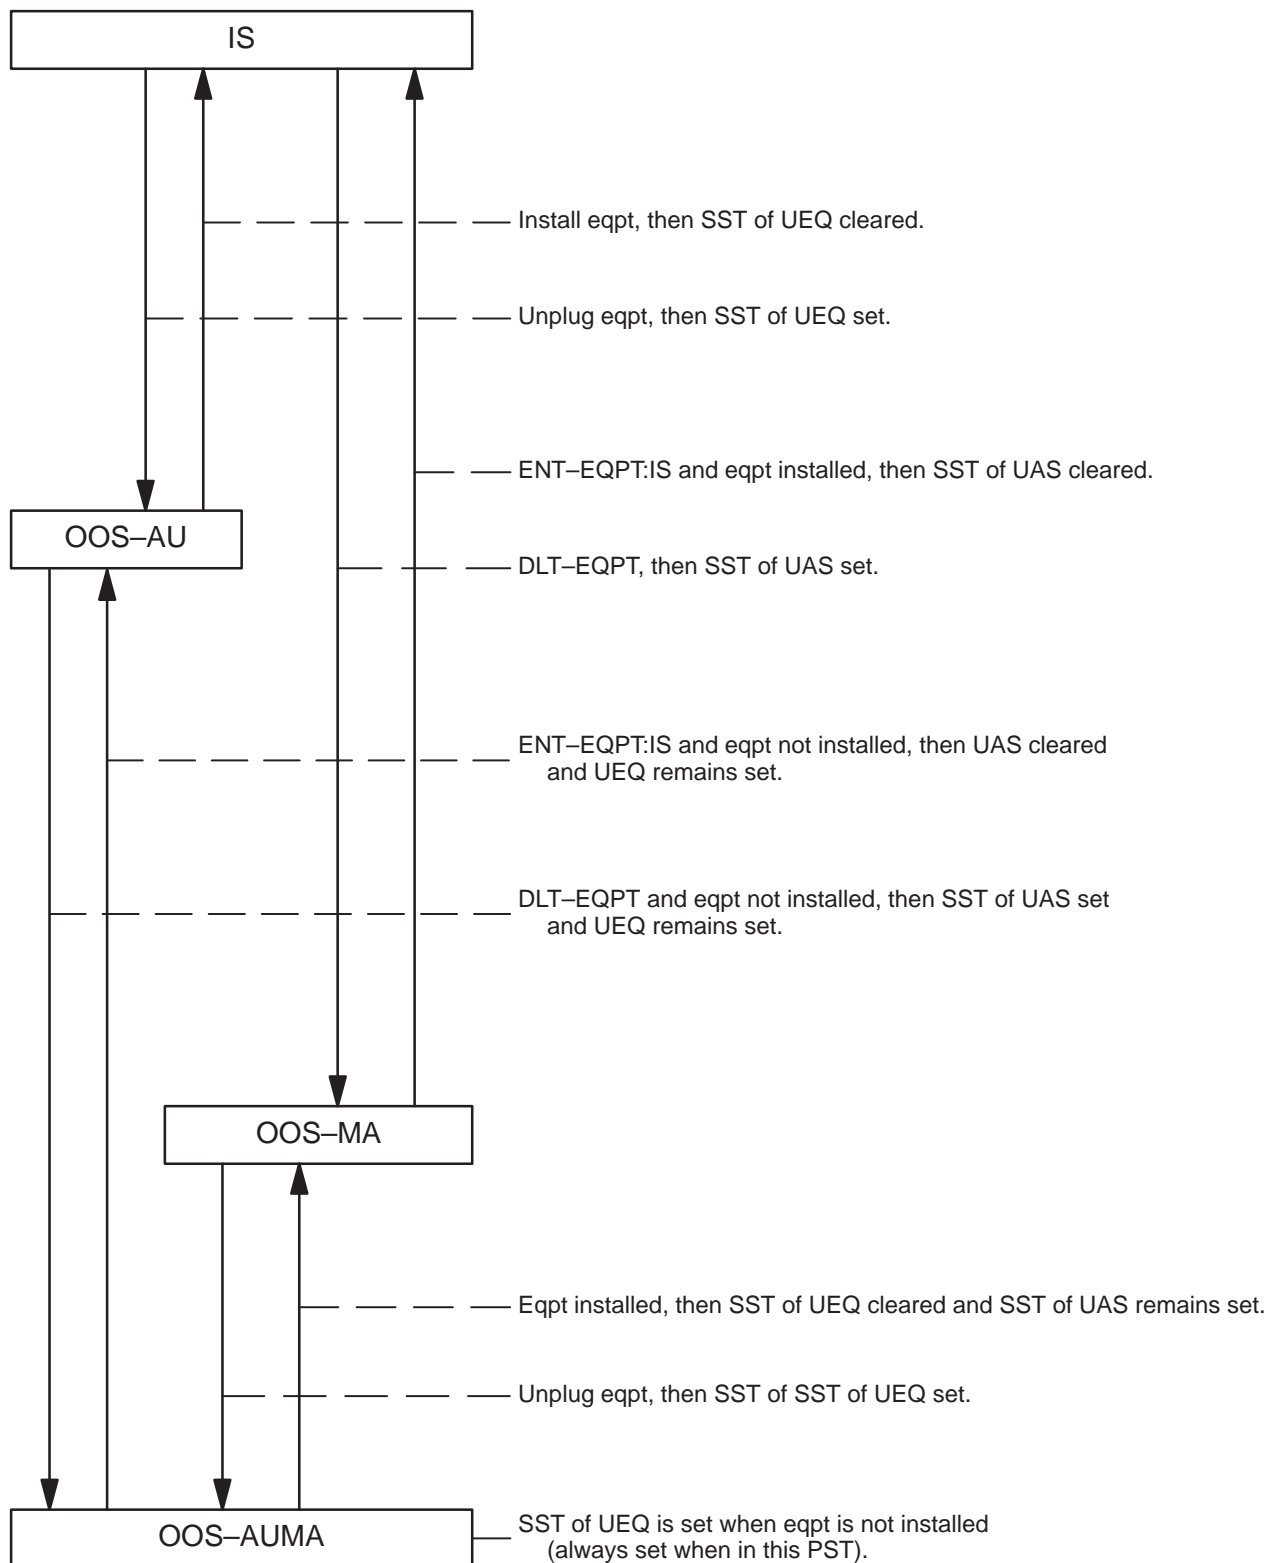 IS
Install eqpt, then SST of UEQ cleared.
Unplug eqpt, then SST of UEQ set.
ENT–EQPT:IS and eqpt installed, then SST of UAS cleared.
OOS–AU
DLT–EQPT, then SST of UAS set.
ENT–EQPT:IS and eqpt not installed, then UAS cleared
and UEQ remains set.
DLT–EQPT and eqpt not installed, then SST of UAS set
and UEQ remains set.
OOS–MA
Eqpt installed, then SST of UEQ cleared and SST of UAS remains set.
Unplug eqpt, then SST of SST of UEQ set.
OOS–AUMA
SST of UEQ is set when eqpt is not installed
(always set when in this PST).